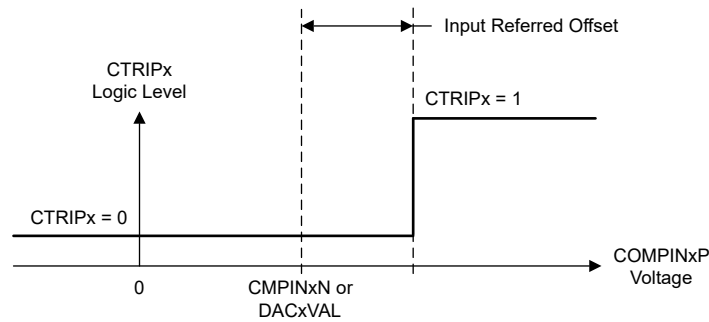 Input Referred Offset
CTRIPx
Logic Level
CTRIPx = 1
CTRIPx = 0
COMPINxP
Voltage
0
CMPINxN or
DACxVAL